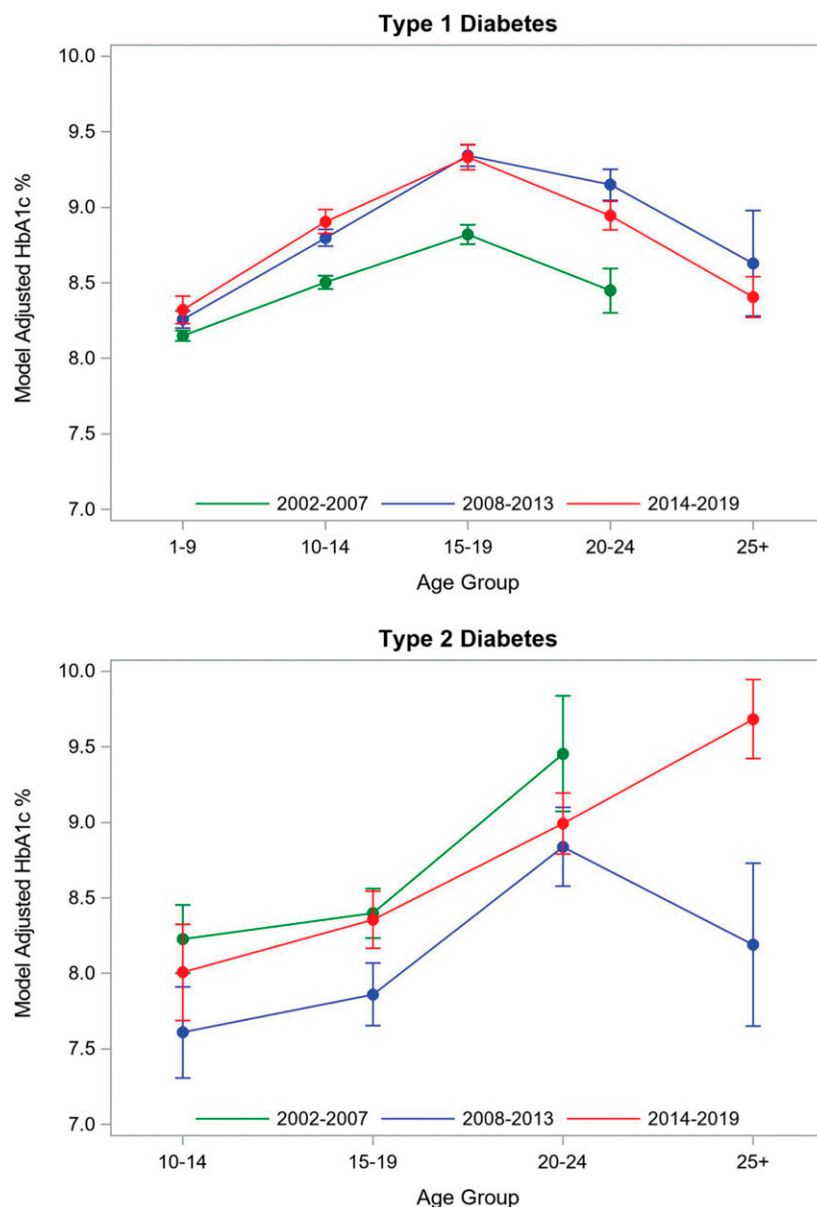 Type 1 Diabetes
10.0
9.5
9.0
8.5
8.0
7.5
7.0
Model Adjusted HbA1c %
2002-2007 2008-2013 2014-2019
1-9 10-14 15-19 20-24 25+
Age Group
Type 2 Diabetes
10.0
9.5
9.0
8.5
8.0
7.5
7.0
Model Adjusted HbA1c %
2002-2007 2008-2013 2014-2019
10-14 15-19 20-24 25+
Age Group